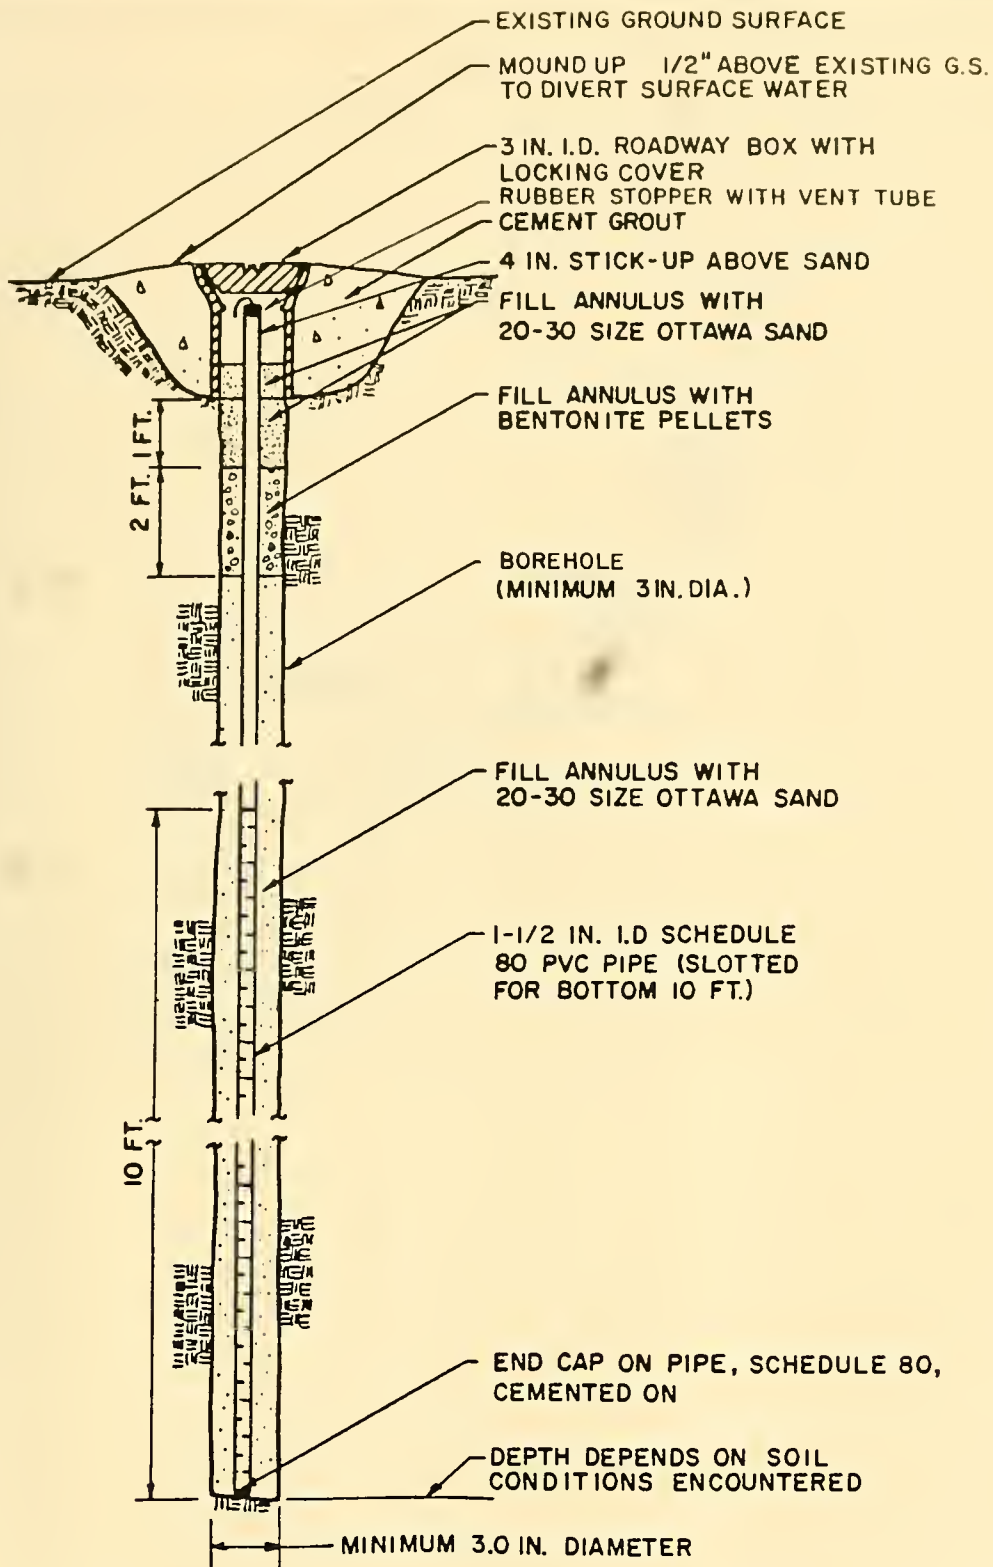 EXISTING GROUND SURFACE
MOUND UP 1/2" ABOVE EXISTING G.S.
TO DIVERT SURFACE WATER
3 IN. I.D. ROADWAY BOX WITH
LOCKING COVER
RUBBER STOPPER WITH VENT TUBE
CEMENT GROUT
4 IN. STICK-UP ABOVE SAND
FILL ANNULUS WITH
20-30 SIZE OTTAWA SAND
FILL ANNULUS WITH
BENTONITE PELLETS
1 FT.
2 FT.
BOREHOLE
(MINIMUM 3 IN. DIA.)
FILL ANNULUS WITH
20-30 SIZE OTTAWA SAND
1-1/2 IN. I.D SCHEDULE
80 PVC PIPE (SLOTTED
FOR BOTTOM 10 FT.)
10 FT.
END CAP ON PIPE, SCHEDULE 80,
CEMENTED ON
DEPTH DEPENDS ON SOIL
CONDITIONS ENCOUNTERED
MINIMUM 3.0 IN. DIAMETER